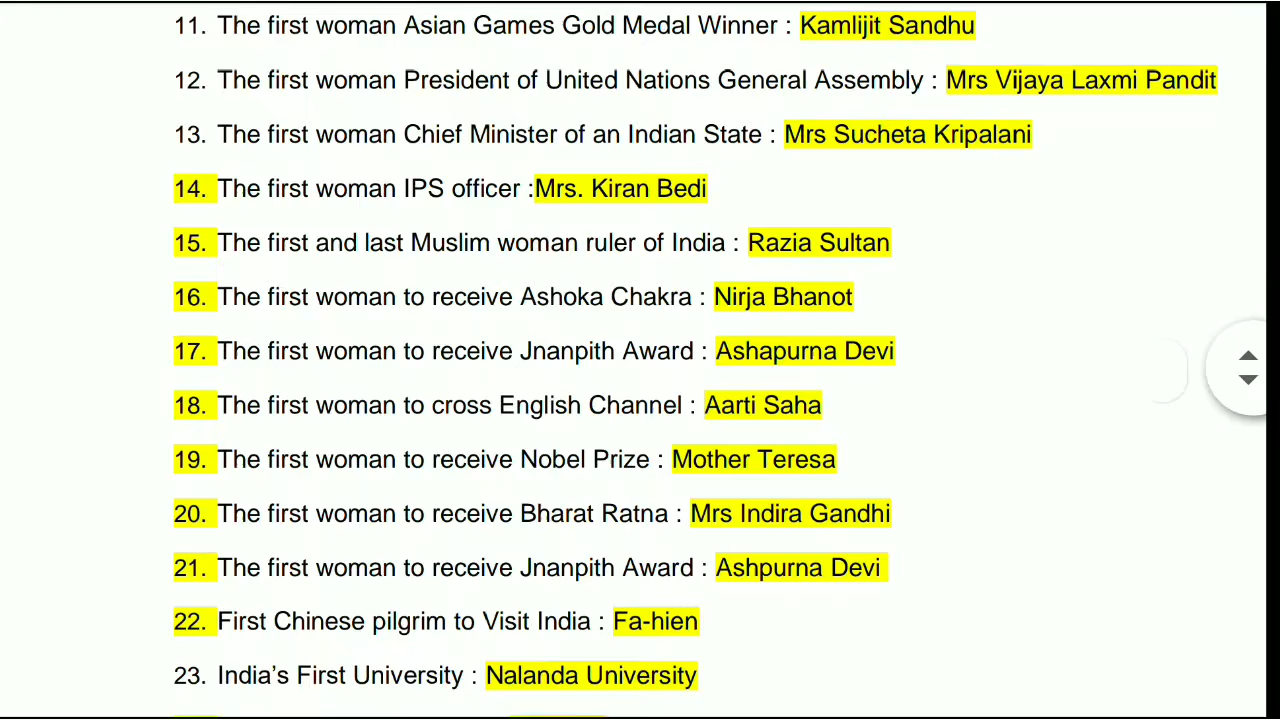 11. The first woman Asian Games Gold Medal Winner : Kamlijit Sandhu
12. The first woman President of United Nations General Assembly : Mrs Vijaya Laxmi Pandit
13. The first woman Chief Minister of an Indian State : Mrs Sucheta Kripalani
14. The first woman IPS officer :Mrs. Kiran Bedi
15. The first and last Muslim woman ruler of India : Razia Sultan
16. The first woman to receive Ashoka Chakra : Nirja Bhanot
17. The first woman to receive Jnanpith Award : Ashapurna Devi
18. The first woman to cross English Channel : Aarti Saha
19. The first woman to receive Nobel Prize : Mother Teresa
20. The first woman to receive Bharat Ratna : Mrs Indira Gandhi
21. The first woman to receive Jnanpith Award : Ashpurna Devi
22. First Chinese pilgrim to Visit India : Fa-hien
23. India’s First University : Nalanda University